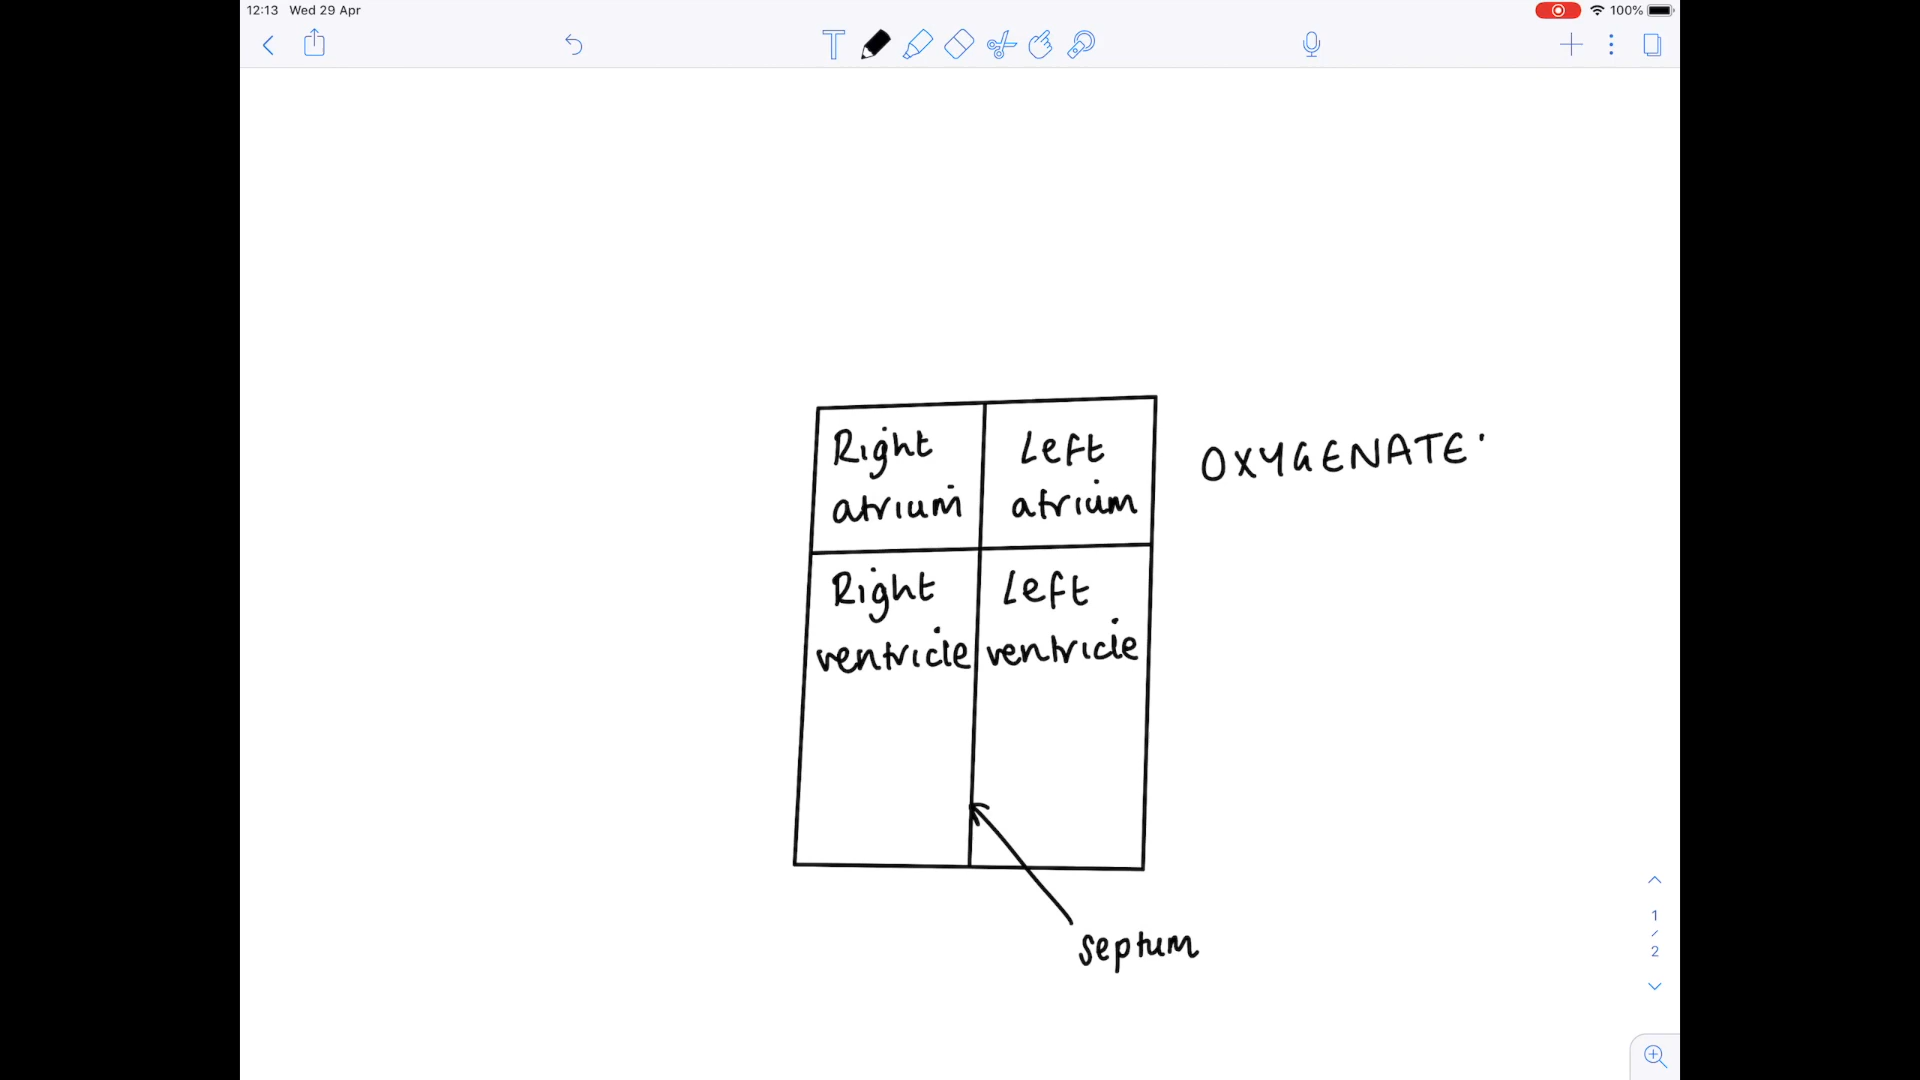 12:13 Wed 29 Apr
100%
T
Right
atrium
Left
atrium
OXYGENATE
Right
ventricle
Left
ventricle
septum
1
/
2